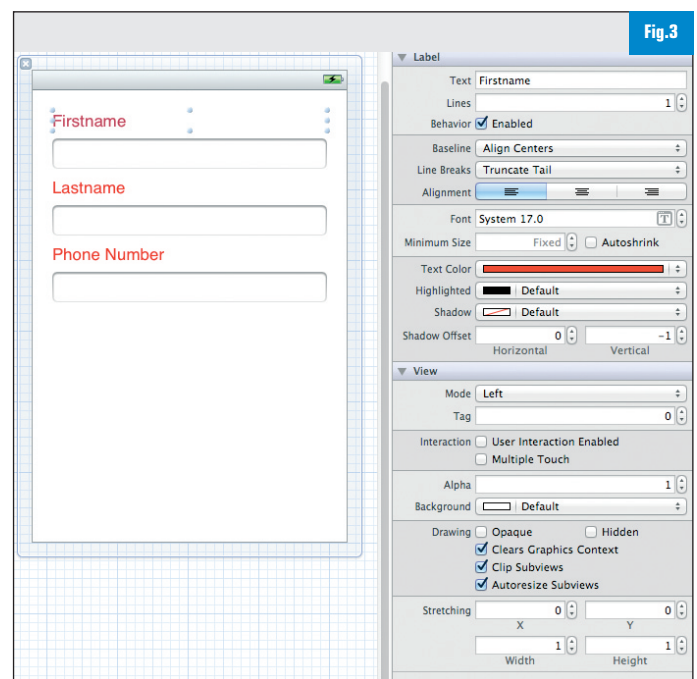 Fig.3
Firstname
Lastname
Phone Number
Label
Text Firstname
Lines 1
Behavior Enabled
Baseline Align Centers
Line Breaks Truncate Tail
Alignment
Font System 17.0 T
Minimum Size Fixed Autoshrink
Text Color
Highlighted Default
Shadow Default
Shadow Offset 0 -1
Horizontal Vertical
View
Mode Left
Tag 0
Interaction User Interaction Enabled
Multiple Touch
Alpha 1
Background Default
Drawing Opaque Hidden
Clears Graphics Context
Clip Subviews
Autoresize Subviews
Stretching 0 0
X Y
1 1
Width Height